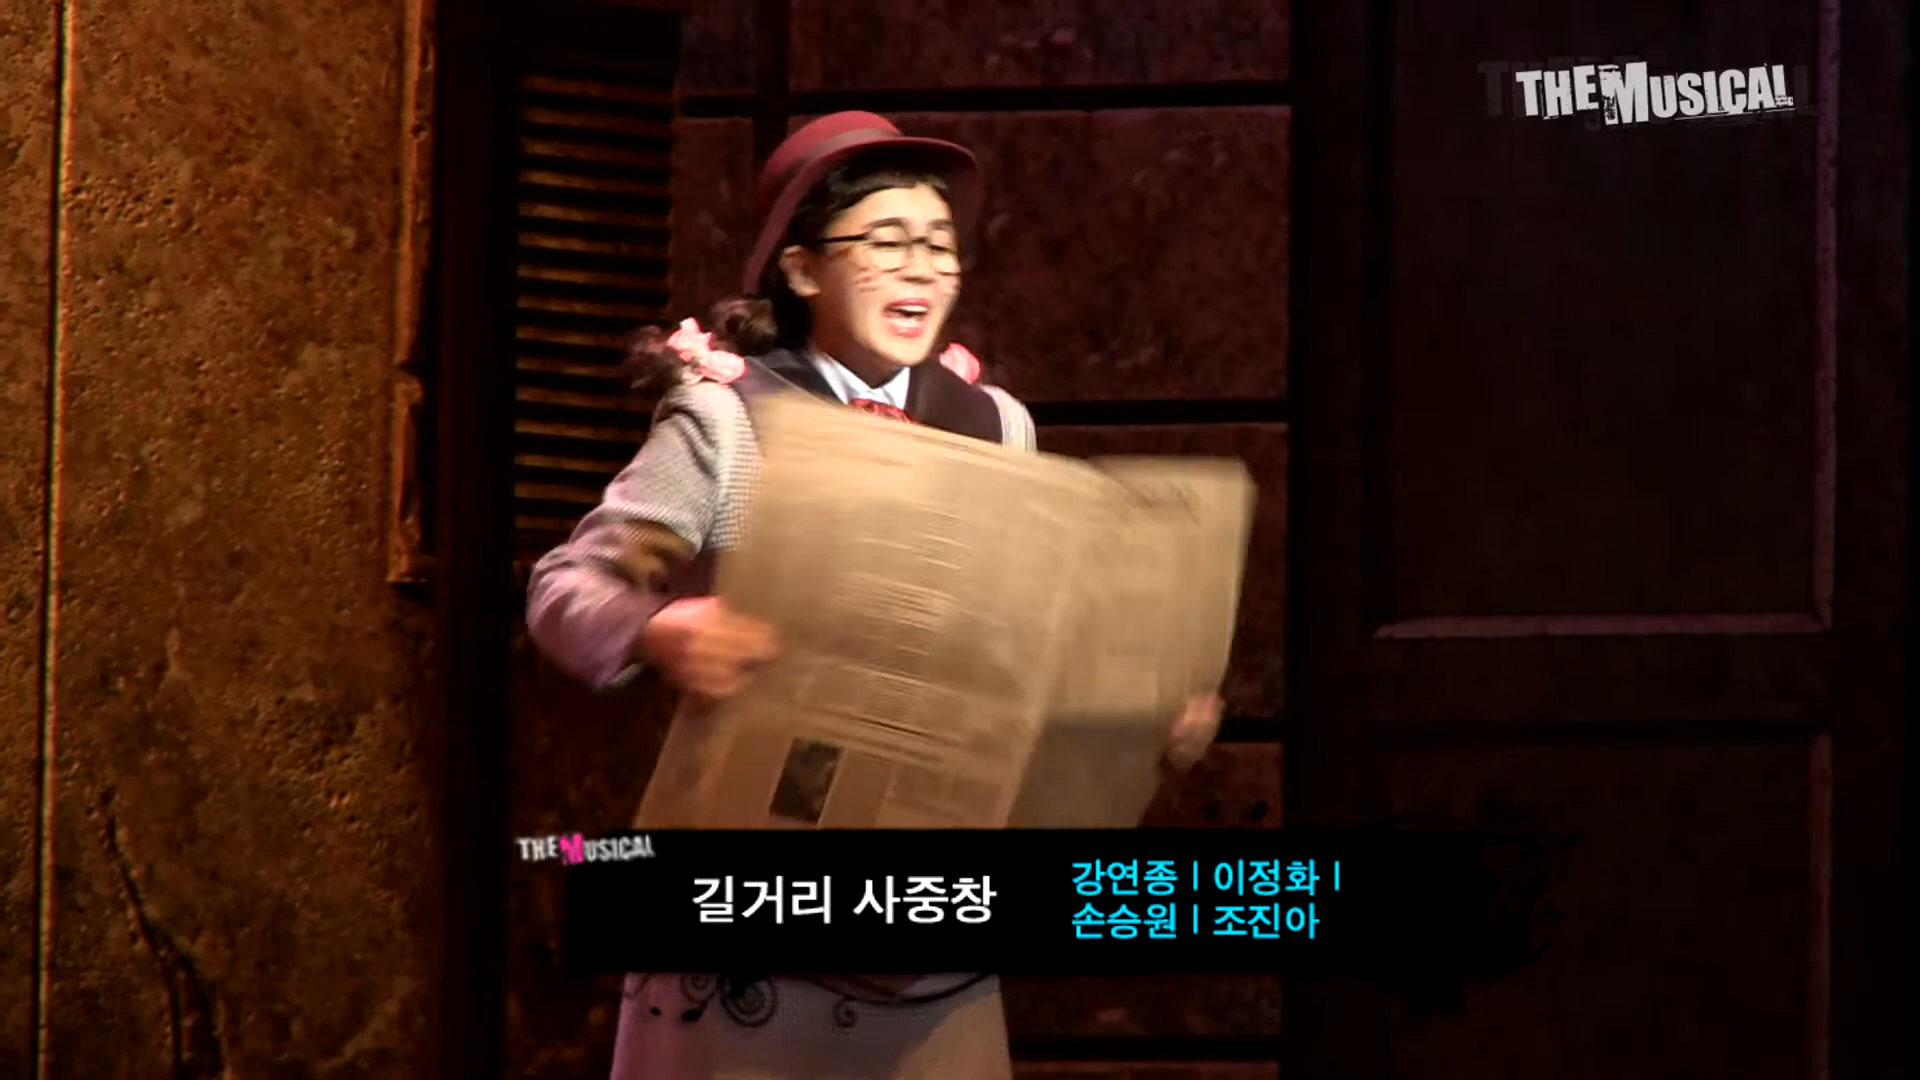 THE MUSICAL
THE MUSICAL
길거리 사중창
강연종 | 이정화 |
손승원 | 조진아